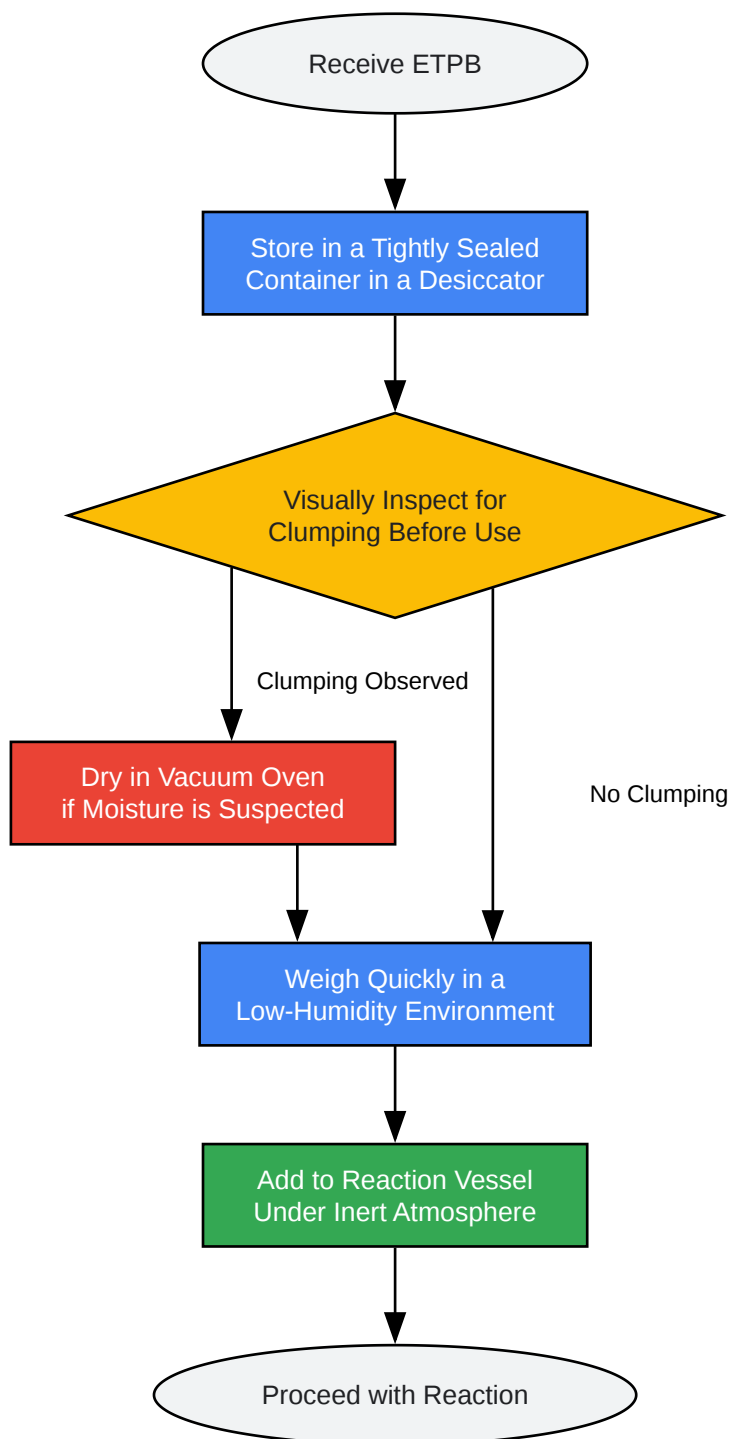 Receive ETPB
Store in a Tightly Sealed
Container in a Desiccator
Visually Inspect for
Clumping Before Use
Clumping Observed
Dry in Vacuum Oven
if Moisture is Suspected
No Clumping
Weigh Quickly in a
Low-Humidity Environment
Add to Reaction Vessel
Under Inert Atmosphere
Proceed with Reaction